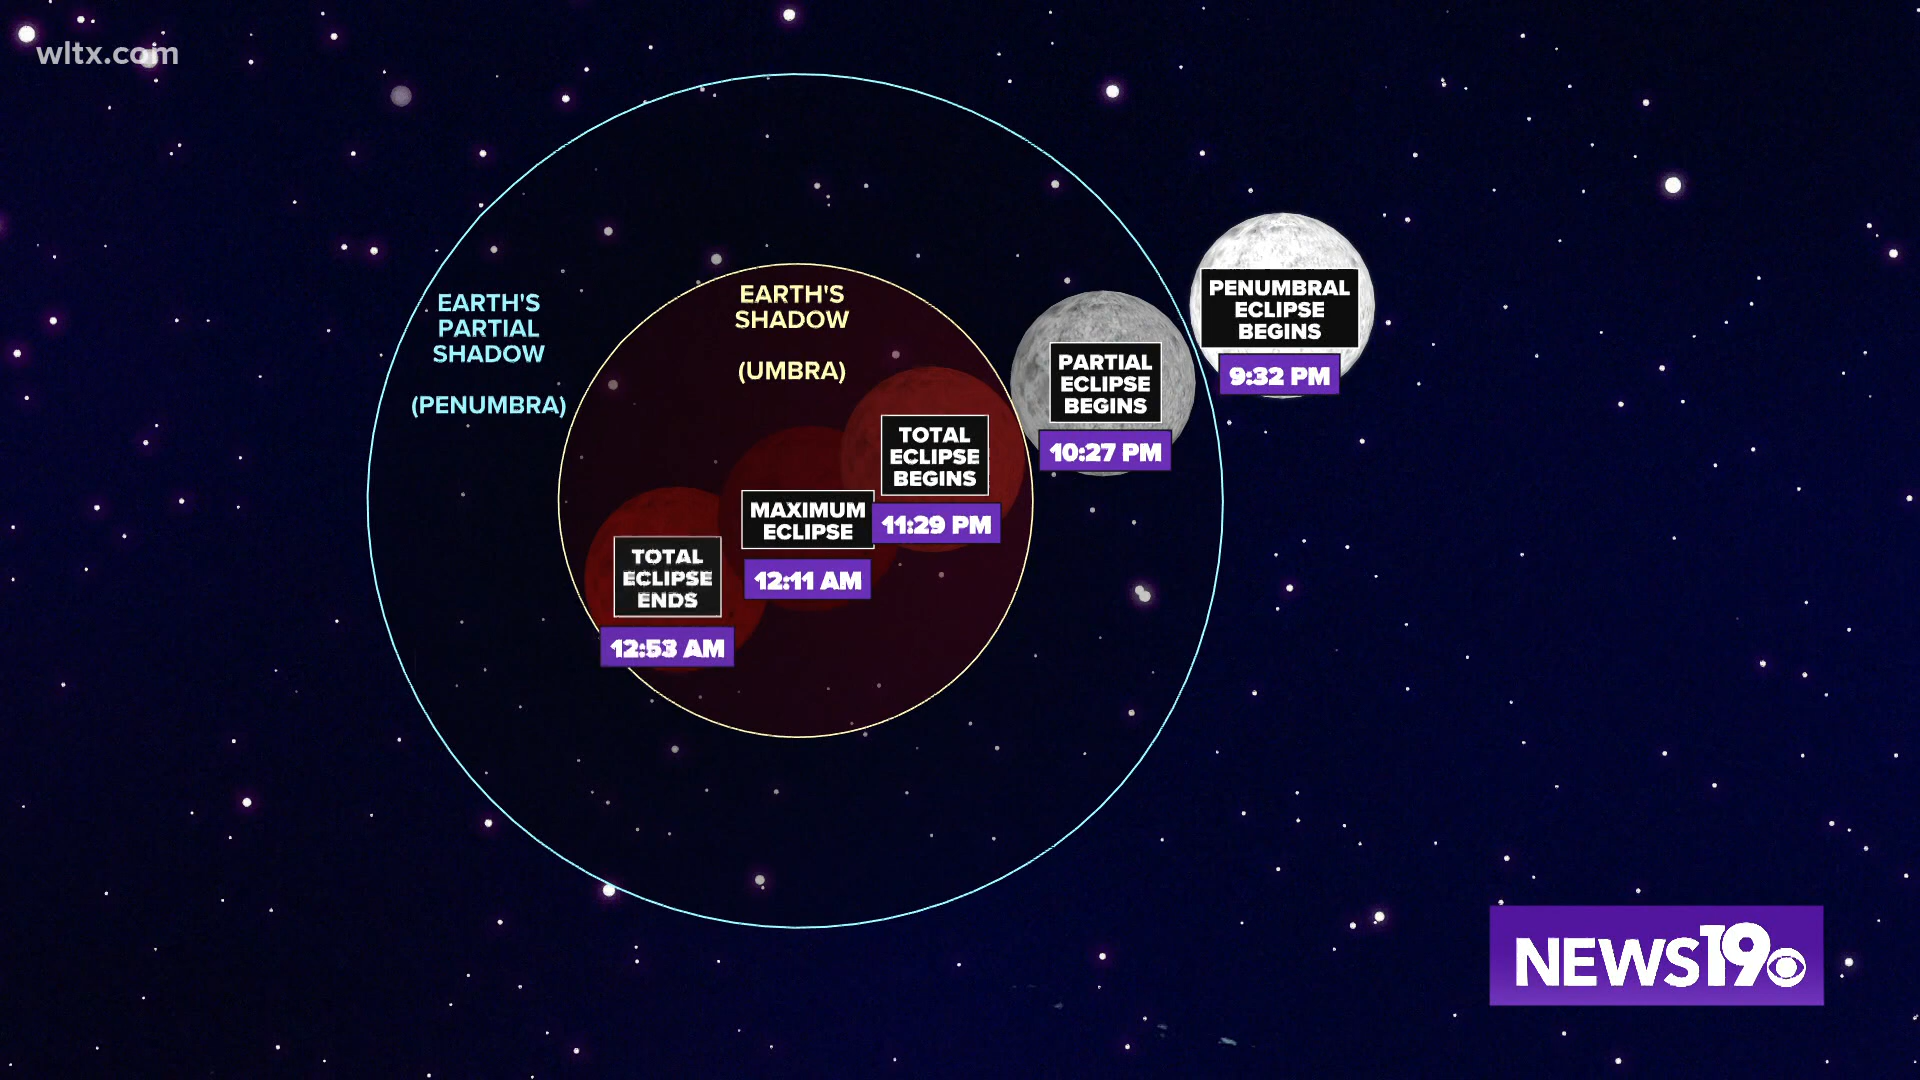 wltx.com
EARTH'S
PARTIAL
SHADOW
(PENUMBRA)
EARTH'S
SHADOW
(UMBRA)
PENUMBRAL
ECLIPSE
BEGINS
9:32 PM
PARTIAL
ECLIPSE
BEGINS
10:27 PM
TOTAL
ECLIPSE
BEGINS
11:29 PM
MAXIMUM
ECLIPSE
12:11 AM
TOTAL
ECLIPSE
ENDS
12:53 AM
NEWS19